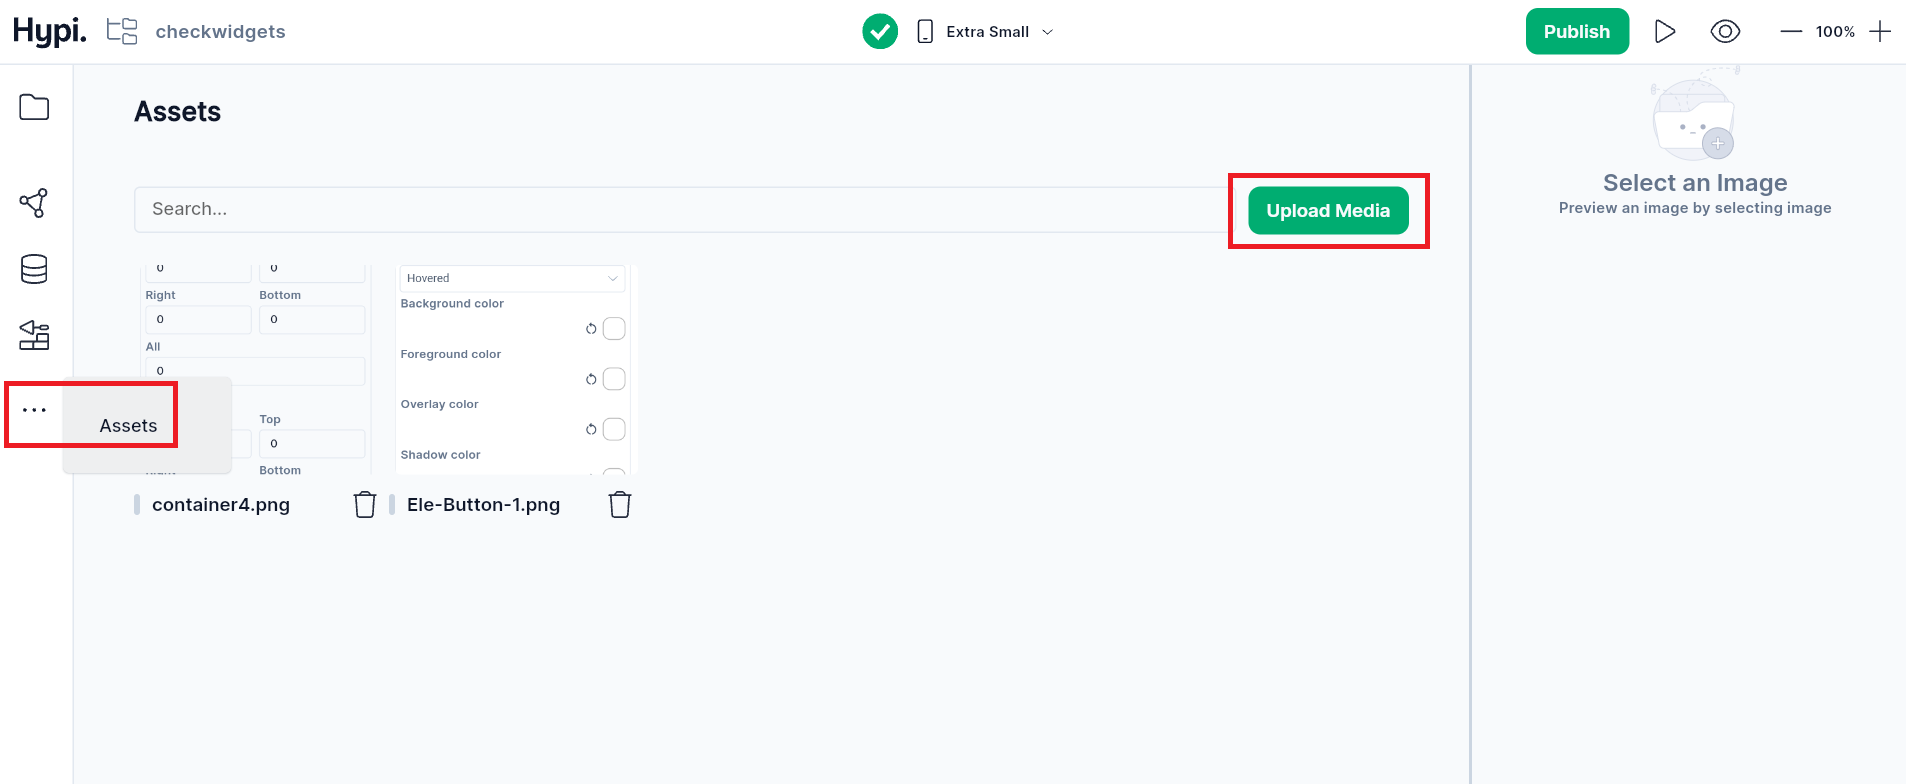 Hypi. checkwidgets Extra Small Publish 100%
Assets
Search...
Upload Media
Select an Image
Preview an image by selecting image
0 0
Right Bottom
0 0
All
0
Top
0
Bottom
Hovered
Background color
Foreground color
Overlay color
Shadow color
Assets
container4.png
Ele-Button-1.png